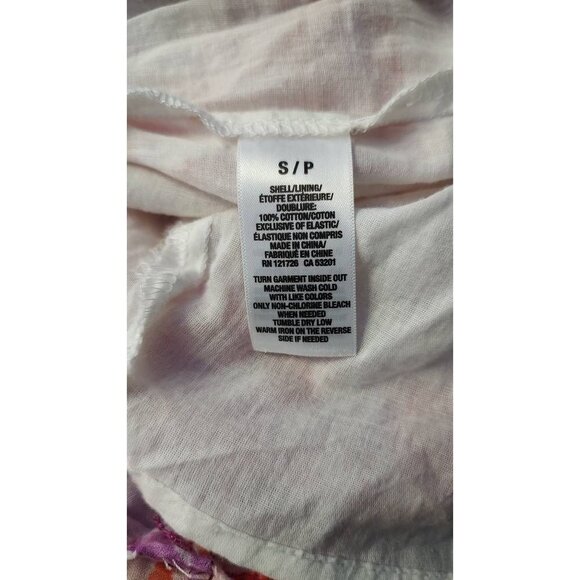 S / P
SHELL/LINING/
ÉTOFFE EXTÉRIEURE/
DOUBLURE:
100% COTTON/COTON
EXCLUSIVE OF ELASTIC/
ÉLASTIQUE NON COMPRIS
MADE IN CHINA/
FABRIQUÉ EN CHINE
RN 121726 CA 53201
TURN GARMENT INSIDE OUT
MACHINE WASH COLD
WITH LIKE COLORS
ONLY NON-CHLORINE BLEACH
WHEN NEEDED
TUMBLE DRY LOW
WARM IRON ON THE REVERSE
SIDE IF NEEDED